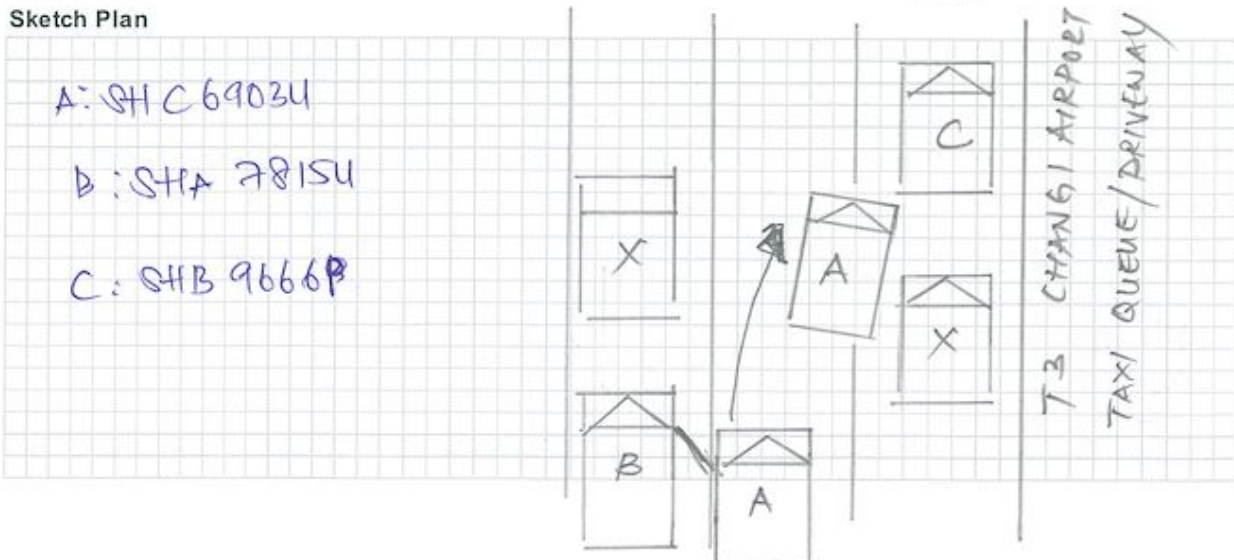 Sketch Plan
A: SHC 6903U
B: SHA 7815U
C: SHB 9666P
C
X
A
X
B
A
T3 CHANGI AIRPORT
TAXI QUEUE/DRIVEWAY